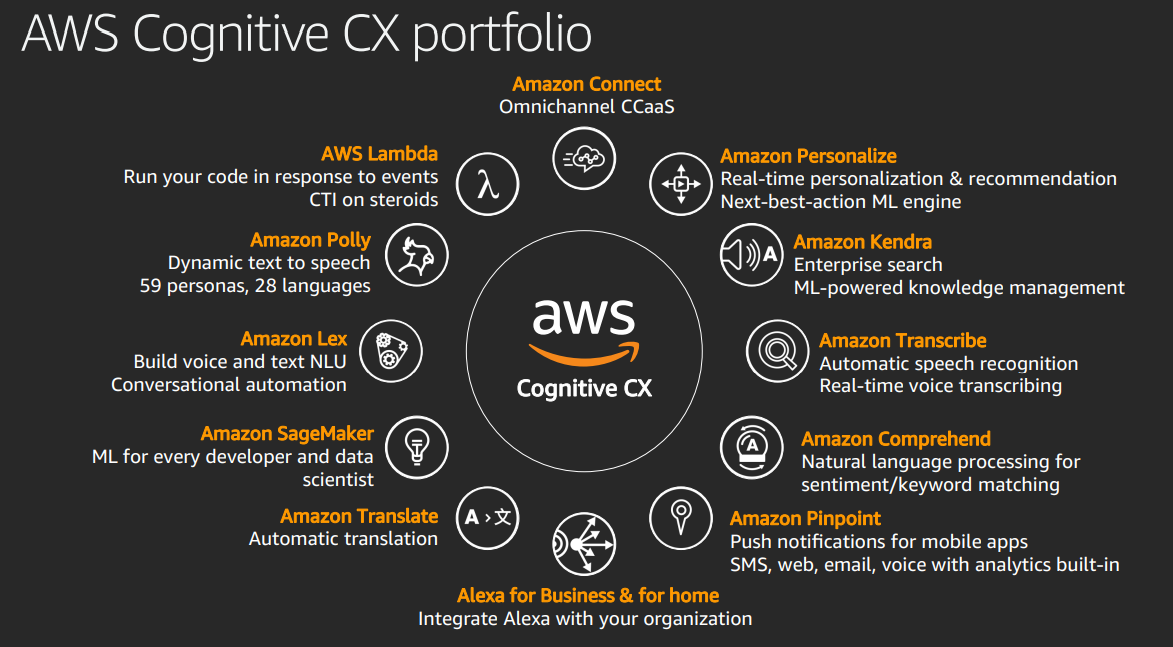 AWS Cognitive CX portfolio
Amazon Connect
Omnichannel CCaaS
AWS Lambda
Run your code in response to events
CTI on steroids
λ
Amazon Personalize
Real-time personalization & recommendation
Next-best-action ML engine
Amazon Polly
Dynamic text to speech
59 personas, 28 languages
A
Amazon Kendra
Enterprise search
ML-powered knowledge management
aws
Cognitive CX
Amazon Lex
Build voice and text NLU
Conversational automation
Amazon Transcribe
Automatic speech recognition
Real-time voice transcribing
Amazon SageMaker
ML for every developer and data
scientist
A
Amazon Comprehend
Natural language processing for
sentiment/keyword matching
Amazon Translate
Automatic translation
A › 文
Amazon Pinpoint
Push notifications for mobile apps
SMS, web, email, voice with analytics built-in
Alexa for Business & for home
Integrate Alexa with your organization